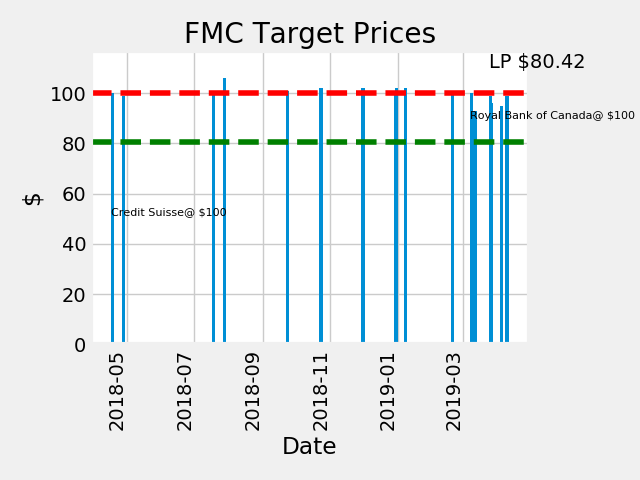 FMC Target Prices
LP $80.42
100
Royal Bank of Canada@ $100
80
60
Credit Suisse@ $100
40
20
0
$
2018-05
2018-07
2018-09
2018-11
2019-01
2019-03
Date